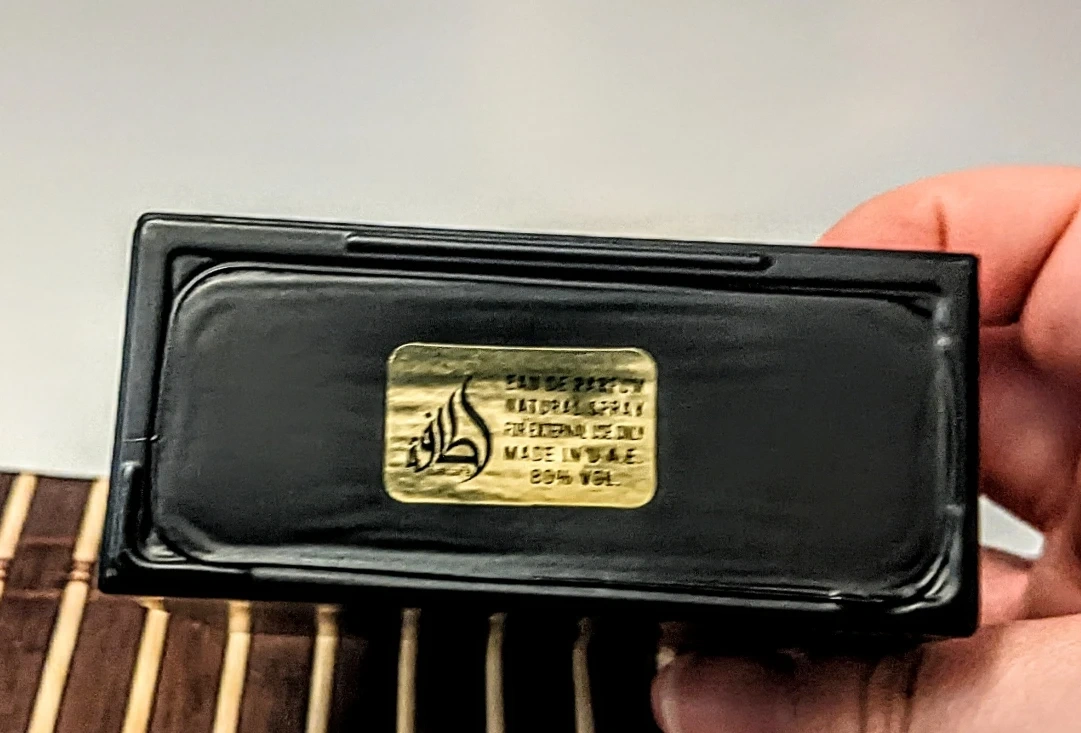 لطافة
EAU DE PARFUM
NATURAL SPRAY
FOR EXTERNAL USE ONLY
MADE IN U.A.E.
80% VOL.